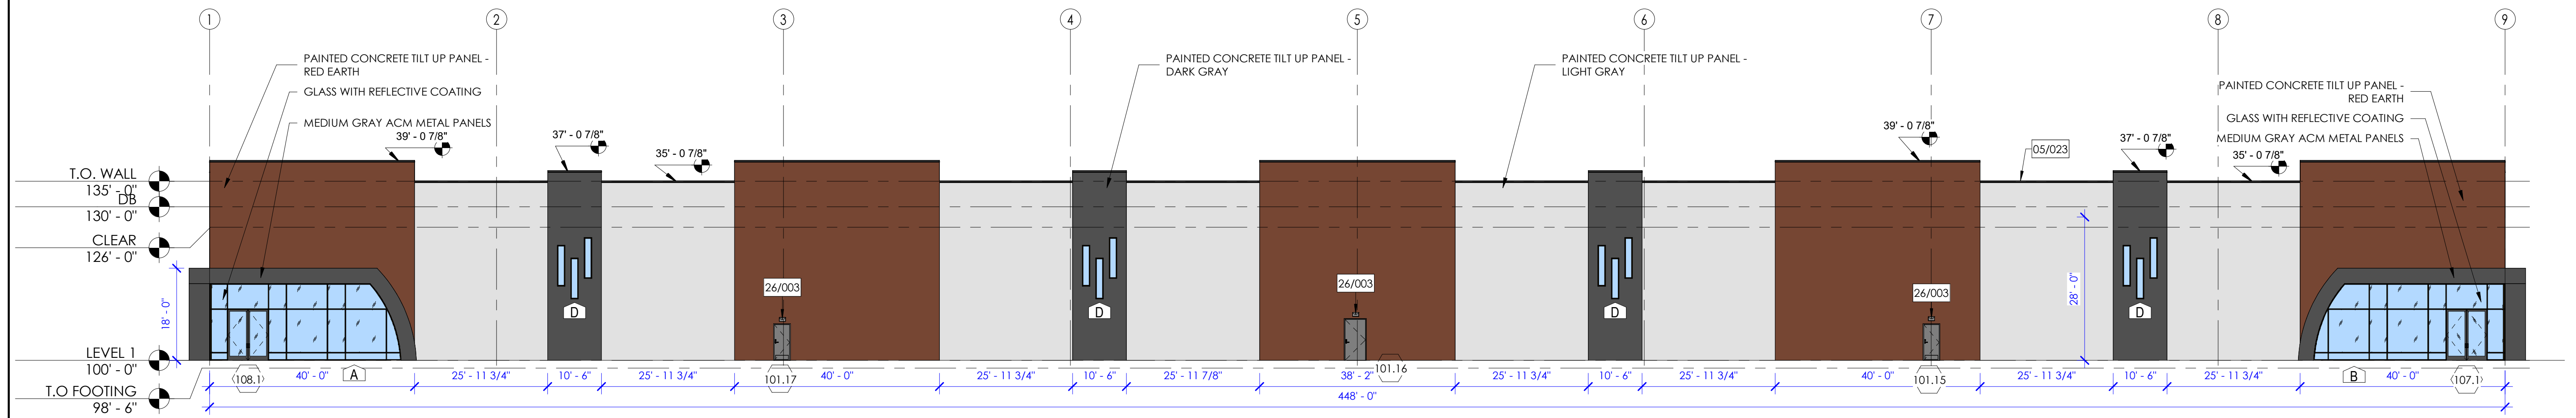 1
2
3
4
5
6
7
8
9
PAINTED CONCRETE TILT UP PANEL -
RED EARTH
GLASS WITH REFLECTIVE COATING
MEDIUM GRAY ACM METAL PANELS
PAINTED CONCRETE TILT UP PANEL -
DARK GRAY
PAINTED CONCRETE TILT UP PANEL -
LIGHT GRAY
PAINTED CONCRETE TILT UP PANEL -
RED EARTH
GLASS WITH REFLECTIVE COATING
MEDIUM GRAY ACM METAL PANELS
39' - 0 7/8"
37' - 0 7/8"
35' - 0 7/8"
39' - 0 7/8"
05/023
37' - 0 7/8"
35' - 0 7/8"
T.O. WALL
135' - 0"
DB
130' - 0"
CLEAR
126' - 0"
18' - 0"
28' - 0"
26/003
26/003
26/003
D
D
D
D
LEVEL 1
100' - 0"
T.O FOOTING
98' - 6"
108.1
40' - 0"
A
25' - 11 3/4"
10' - 6"
25' - 11 3/4"
101.17
40' - 0"
25' - 11 3/4"
10' - 6"
25' - 11 7/8"
38' - 2"
101.16
25' - 11 3/4"
10' - 6"
25' - 11 3/4"
40' - 0"
101.15
25' - 11 3/4"
10' - 6"
25' - 11 3/4"
B
40' - 0"
107.1
448' - 0"